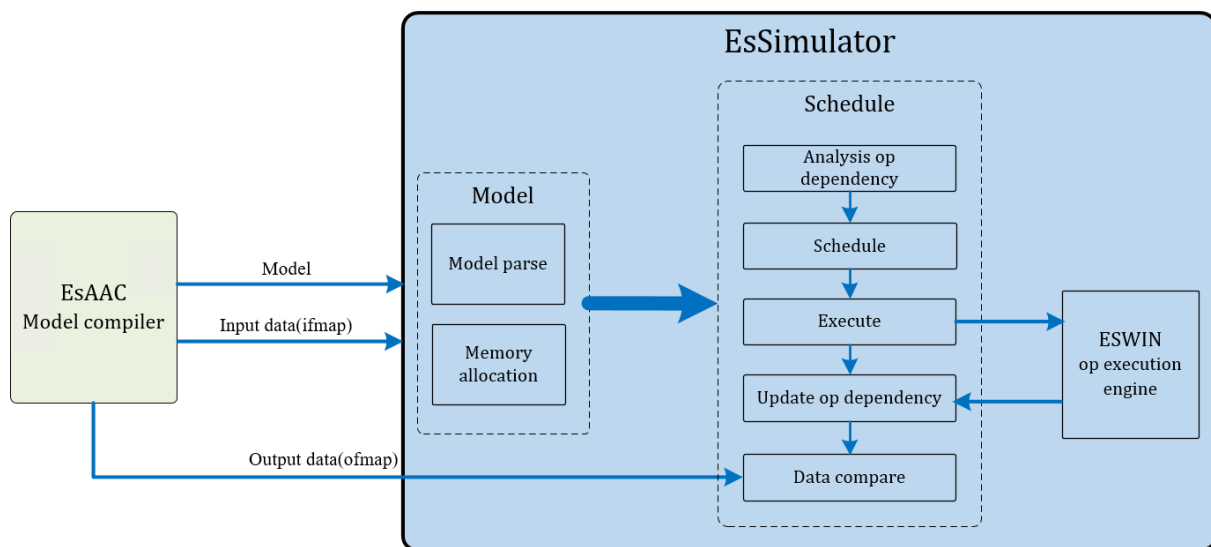 EsSimulator
Schedule
Analysis op
dependency
Model
Schedule
Model parse
Model
EsAAC
Model compiler
Input data(ifmap)
Execute
ESWIN
op execution
engine
Memory
allocation
Update op dependency
Output data(ofmap)
Data compare